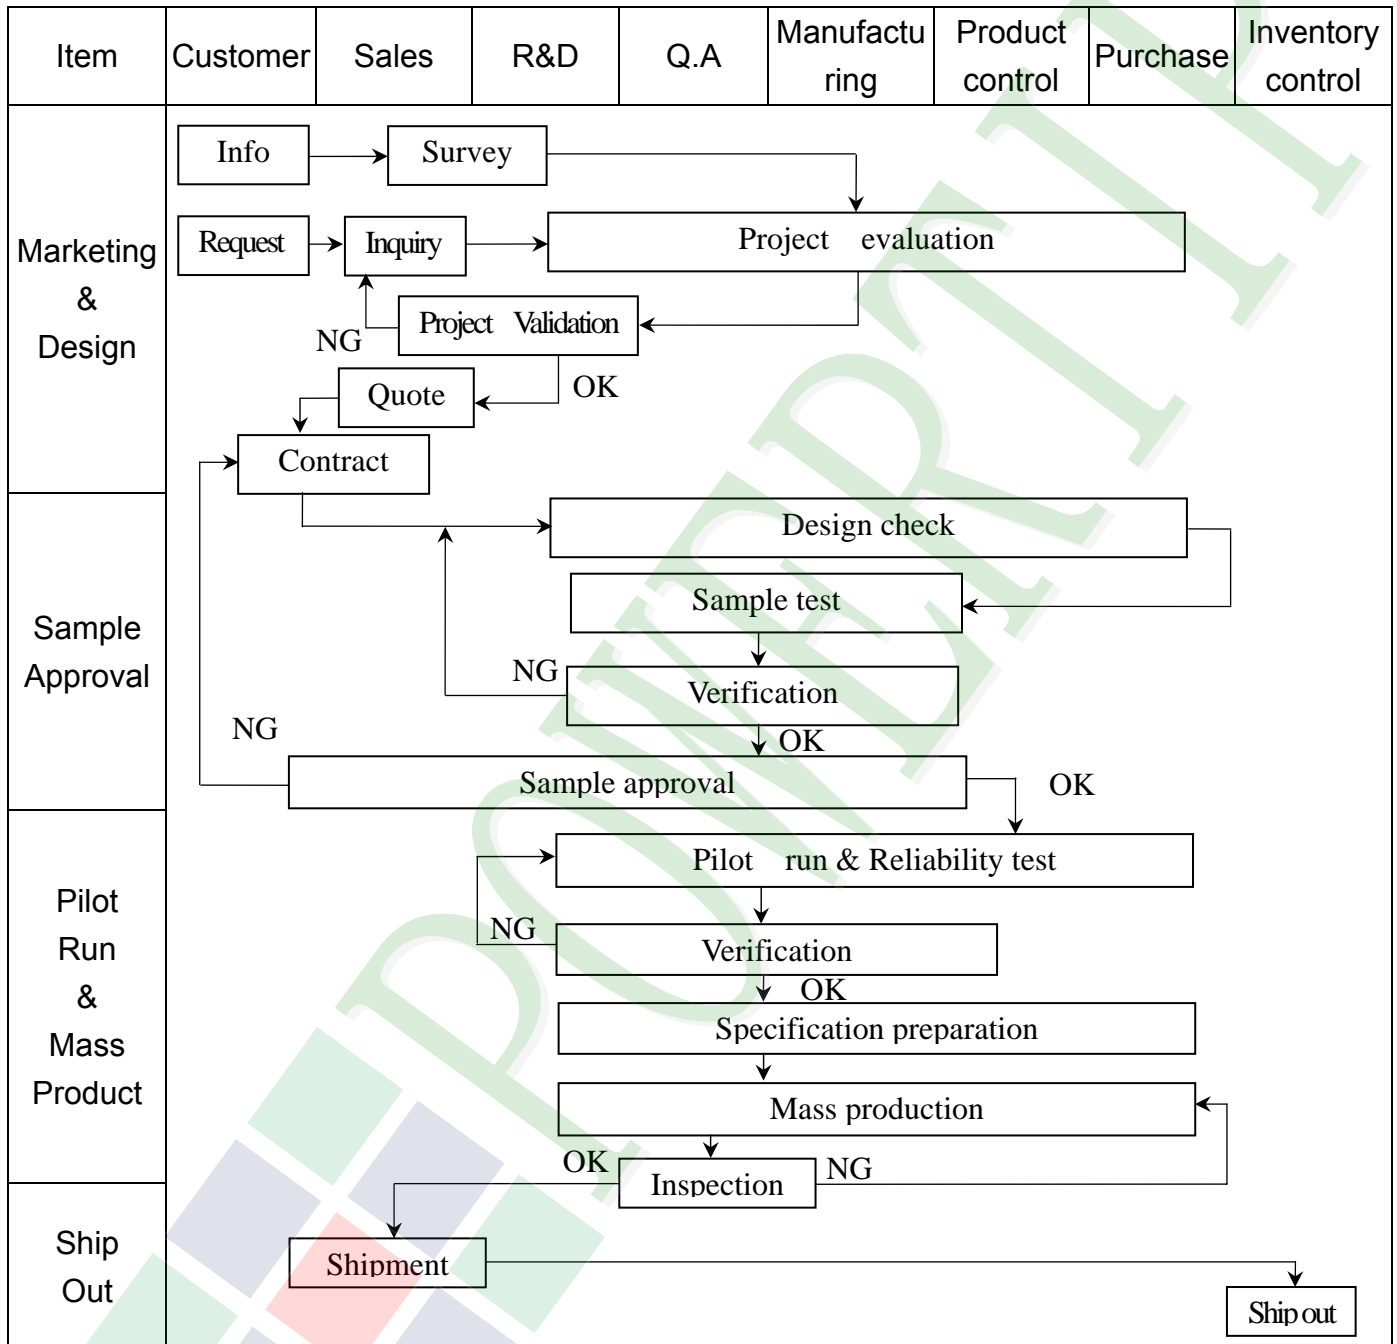 Item
Customer
Sales
R&D
Q.A
Manufactu
ring
Product
control
Purchase
Inventory
control
Marketing
&
Design
Info
Survey
Request
Inquiry
Project evaluation
NG
Project Validation
Quote
OK
Contract
Sample
Approval
Design check
Sample test
NG
Verification
NG
OK
Sample approval
OK
Pilot
Run
&
Mass
Product
Pilot run & Reliability test
NG
Verification
OK
Specification preparation
Mass production
OK
Inspection
NG
Ship
Out
Shipment
Ship out
POWERTIP